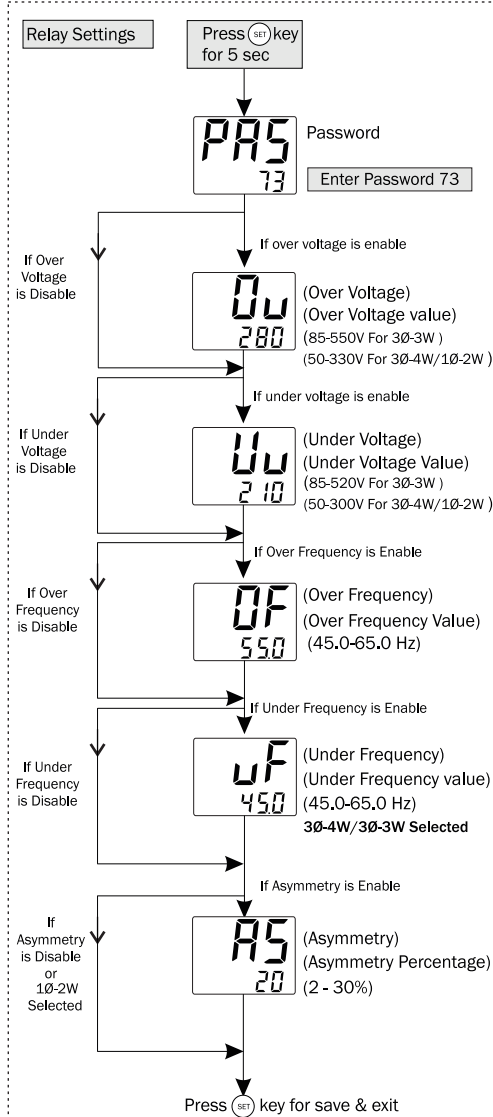 Relay Settings
Press SET key
for 5 sec
PAS
73
Password
Enter Password 73
If Over
Voltage
is Disable
If over voltage is enable
Ou
280
(Over Voltage)
(Over Voltage value)
(85-550V For 3Ø-3W )
(50-330V For 3Ø-4W/1Ø-2W )
If Under
Voltage
is Disable
If under voltage is enable
Uu
210
(Under Voltage)
(Under Voltage Value)
(85-520V For 3Ø-3W )
(50-300V For 3Ø-4W/1Ø-2W )
If Over
Frequency
is Disable
If Over Frequency is Enable
OF
55.0
(Over Frequency)
(Over Frequency Value)
(45.0-65.0 Hz)
If Under
Frequency
is Disable
If Under Frequency is Enable
uF
45.0
(Under Frequency)
(Under Frequency value)
(45.0-65.0 Hz)
3Ø-4W/3Ø-3W Selected
If
Asymmetry
is Disable
or
1Ø-2W
Selected
If Asymmetry is Enable
AS
20
(Asymmetry)
(Asymmetry Percentage)
(2 - 30%)
Press SET key for save & exit